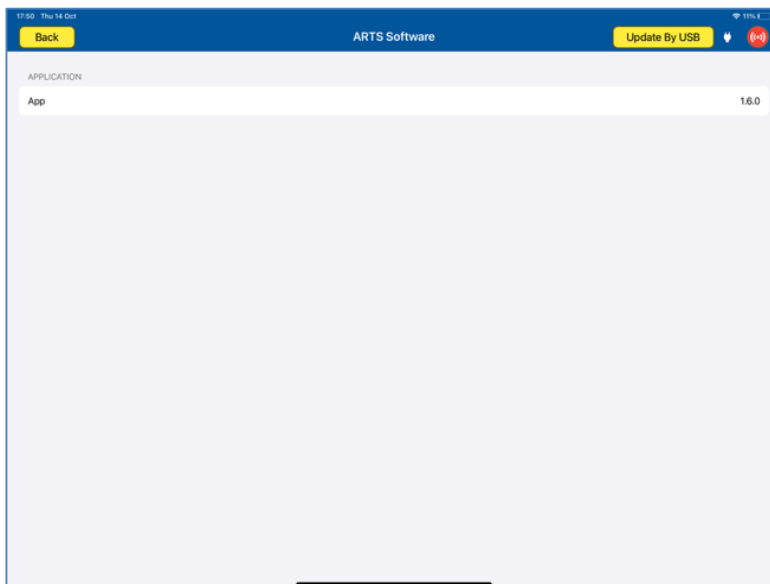 17:50 Thu 14 Oct
11%
Back
ARTS Software
Update By USB
APPLICATION
App
1.6.0